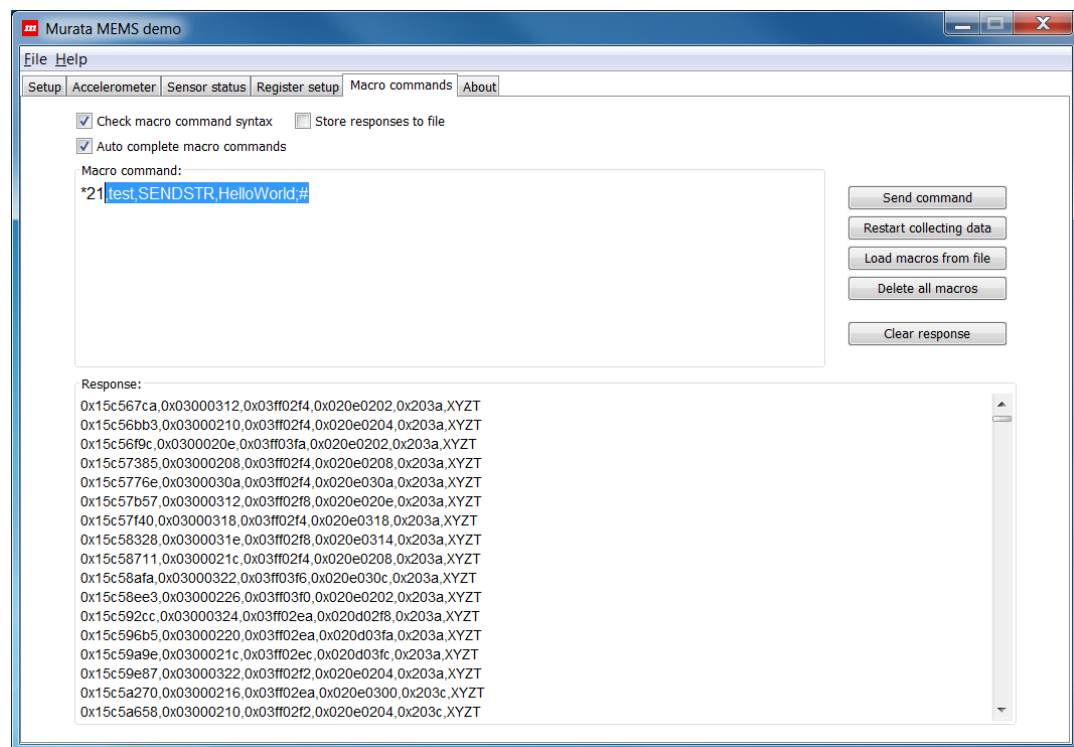 Murata MEMS demo
File Help
Setup Accelerometer Sensor status Register setup Macro commands About
Check macro command syntax Store responses to file
Auto complete macro commands
Macro command:
*21;test,SENDSTR,HelloWorld;#
Send command
Restart collecting data
Load macros from file
Delete all macros
Clear response
Response:
0x15c567ca,0x03000312,0x03ff02f4,0x020e0202,0x203a,XYZT
0x15c56bb3,0x03000210,0x03ff02f4,0x020e0204,0x203a,XYZT
0x15c56f9c,0x0300020e,0x03ff03fa,0x020e0202,0x203a,XYZT
0x15c57385,0x03000208,0x03ff02f4,0x020e0208,0x203a,XYZT
0x15c5776e,0x0300030a,0x03ff02f4,0x020e030a,0x203a,XYZT
0x15c57b57,0x03000312,0x03ff02f8,0x020e020e,0x203a,XYZT
0x15c57f40,0x03000318,0x03ff02f4,0x020e0318,0x203a,XYZT
0x15c58328,0x0300031e,0x03ff02f8,0x020e0314,0x203a,XYZT
0x15c58711,0x0300021c,0x03ff02f4,0x020e0208,0x203a,XYZT
0x15c58afa,0x03000322,0x03ff03f6,0x020e030c,0x203a,XYZT
0x15c58ee3,0x03000226,0x03ff03f0,0x020e0202,0x203a,XYZT
0x15c592cc,0x03000324,0x03ff02ea,0x020d02f8,0x203a,XYZT
0x15c596b5,0x03000220,0x03ff02ea,0x020d03fa,0x203a,XYZT
0x15c59a9e,0x0300021c,0x03ff02ec,0x020d03fc,0x203a,XYZT
0x15c59e87,0x03000322,0x03ff02f2,0x020e0204,0x203a,XYZT
0x15c5a270,0x03000216,0x03ff02ea,0x020e0300,0x203c,XYZT
0x15c5a658,0x03000210,0x03ff02f2,0x020e0204,0x203c,XYZT